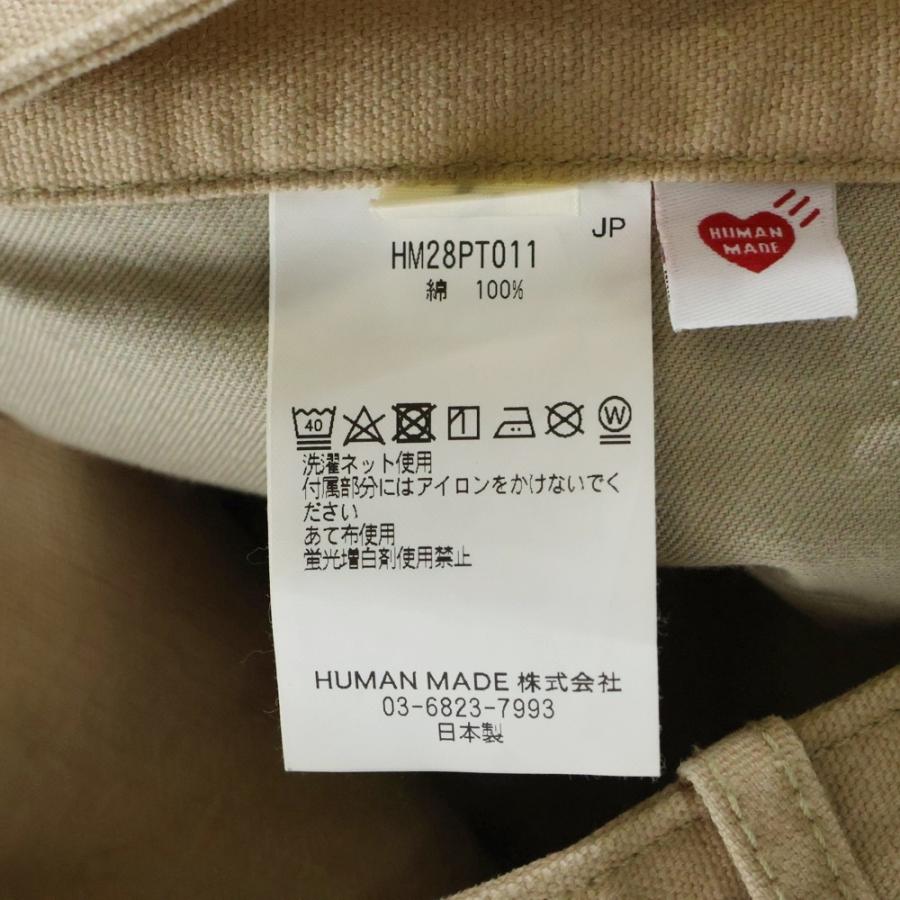 JP
HM28PT011
綿 100%
HUMAN
MADE
40
W
洗濯ネット使用
付属部分にはアイロンをかけないでく
ださい
あて布使用
蛍光増白剤使用禁止
HUMAN MADE 株式会社
03-6823-7993
日本製